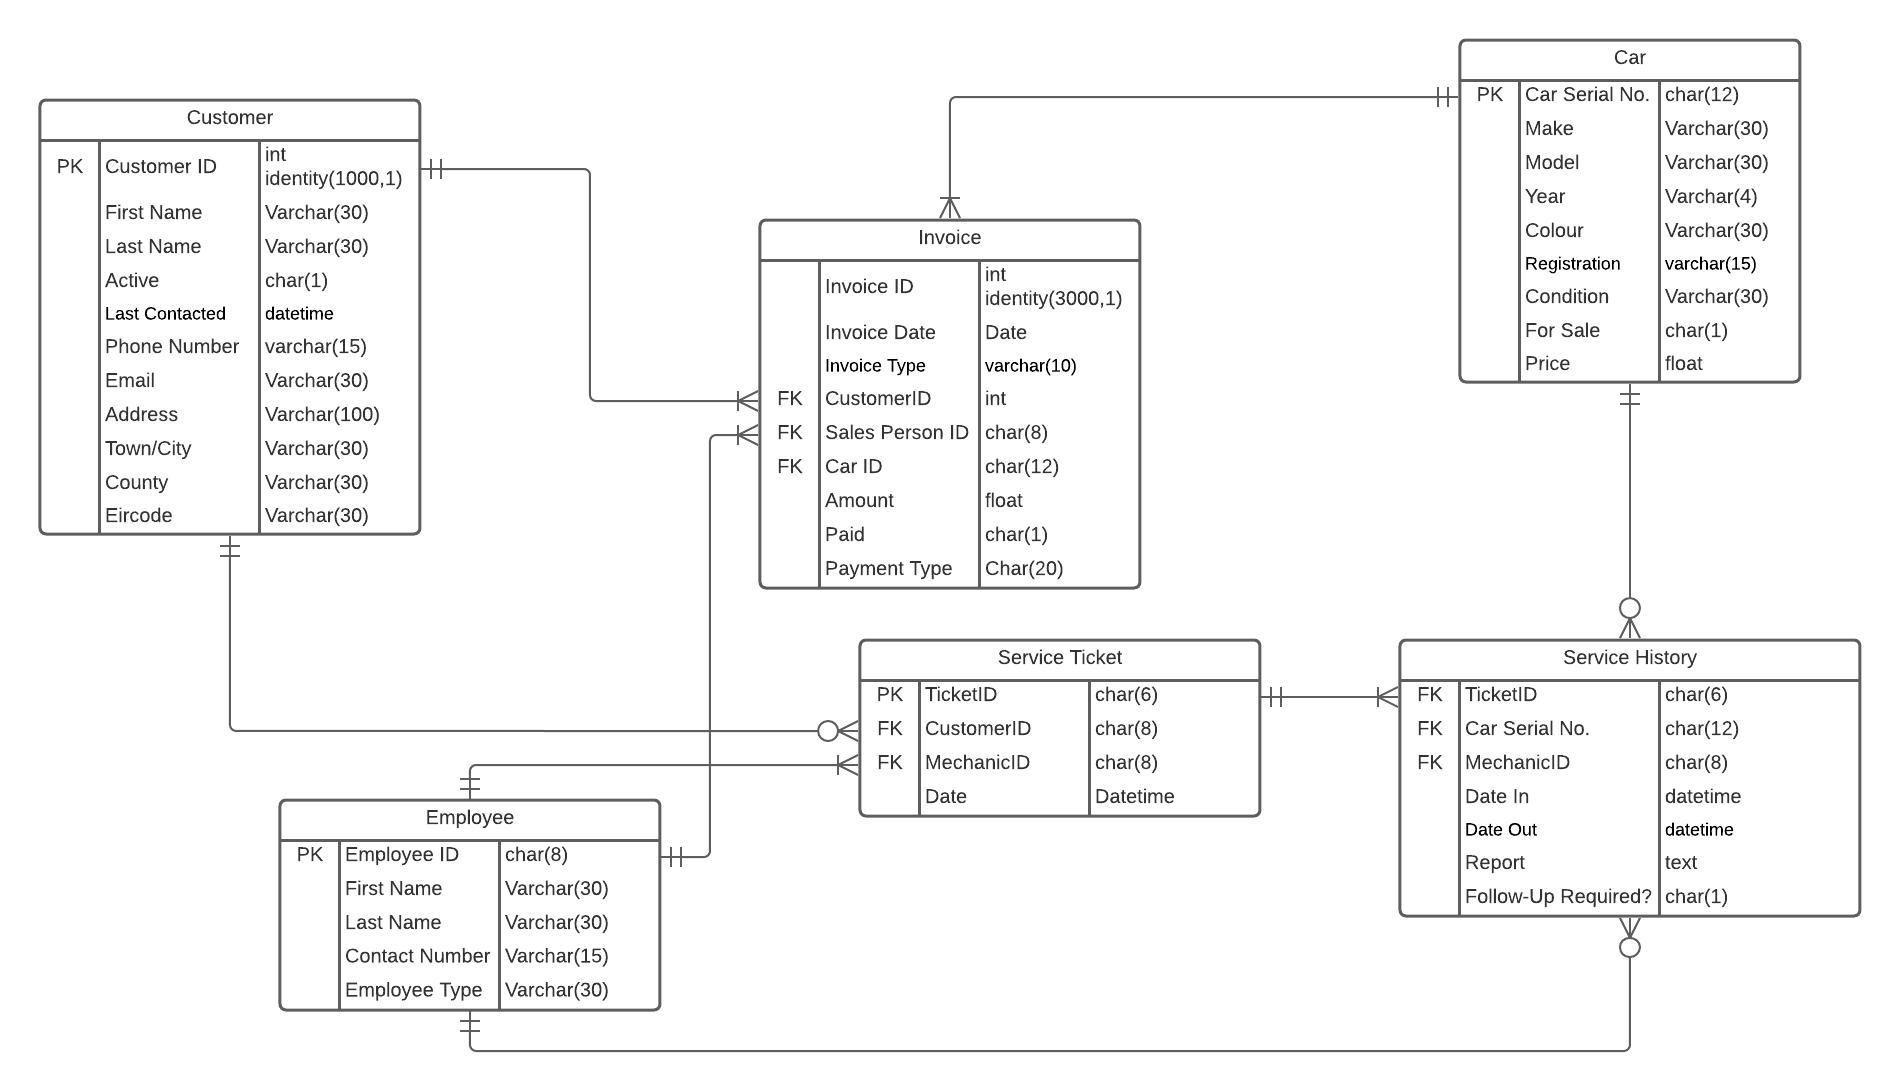 Customer
PK Customer ID int
identity(1000,1)
First Name Varchar(30)
Last Name Varchar(30)
Active char(1)
Last Contacted datetime
Phone Number varchar(15)
Email Varchar(30)
Address Varchar(100)
Town/City Varchar(30)
County Varchar(30)
Eircode Varchar(30)
Invoice
Invoice ID int
identity(3000,1)
Invoice Date Date
Invoice Type varchar(10)
FK CustomerID int
FK Sales Person ID char(8)
FK Car ID char(12)
Amount float
Paid char(1)
Payment Type Char(20)
Car
PK Car Serial No. char(12)
Make Varchar(30)
Model Varchar(30)
Year Varchar(4)
Colour Varchar(30)
Registration varchar(15)
Condition Varchar(30)
For Sale char(1)
Price float
Service Ticket
PK TicketID char(6)
FK CustomerID char(8)
FK MechanicID char(8)
Date Datetime
Service History
FK TicketID char(6)
FK Car Serial No. char(12)
FK MechanicID char(8)
Date In datetime
Date Out datetime
Report text
Follow-Up Required? char(1)
Employee
PK Employee ID char(8)
First Name Varchar(30)
Last Name Varchar(30)
Contact Number Varchar(15)
Employee Type Varchar(30)